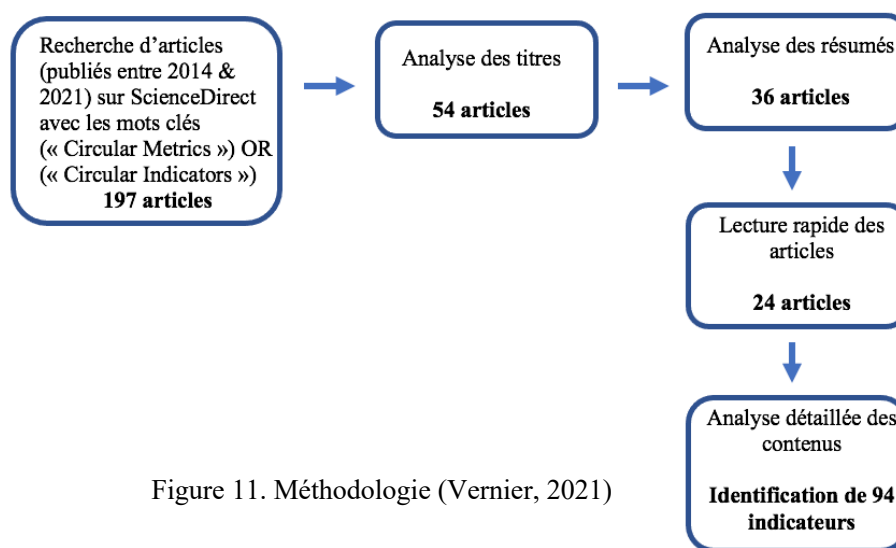 Recherche d’articles
(publiés entre 2014 &
2021) sur ScienceDirect
avec les mots clés
(« Circular Metrics ») OR
(« Circular Indicators »)
197 articles
Analyse des titres
54 articles
Analyse des résumés
36 articles
Lecture rapide des
articles
24 articles
Analyse détaillée des
contenus
Identification de 94
indicateurs
Figure 11. Méthodologie (Vernier, 2021)